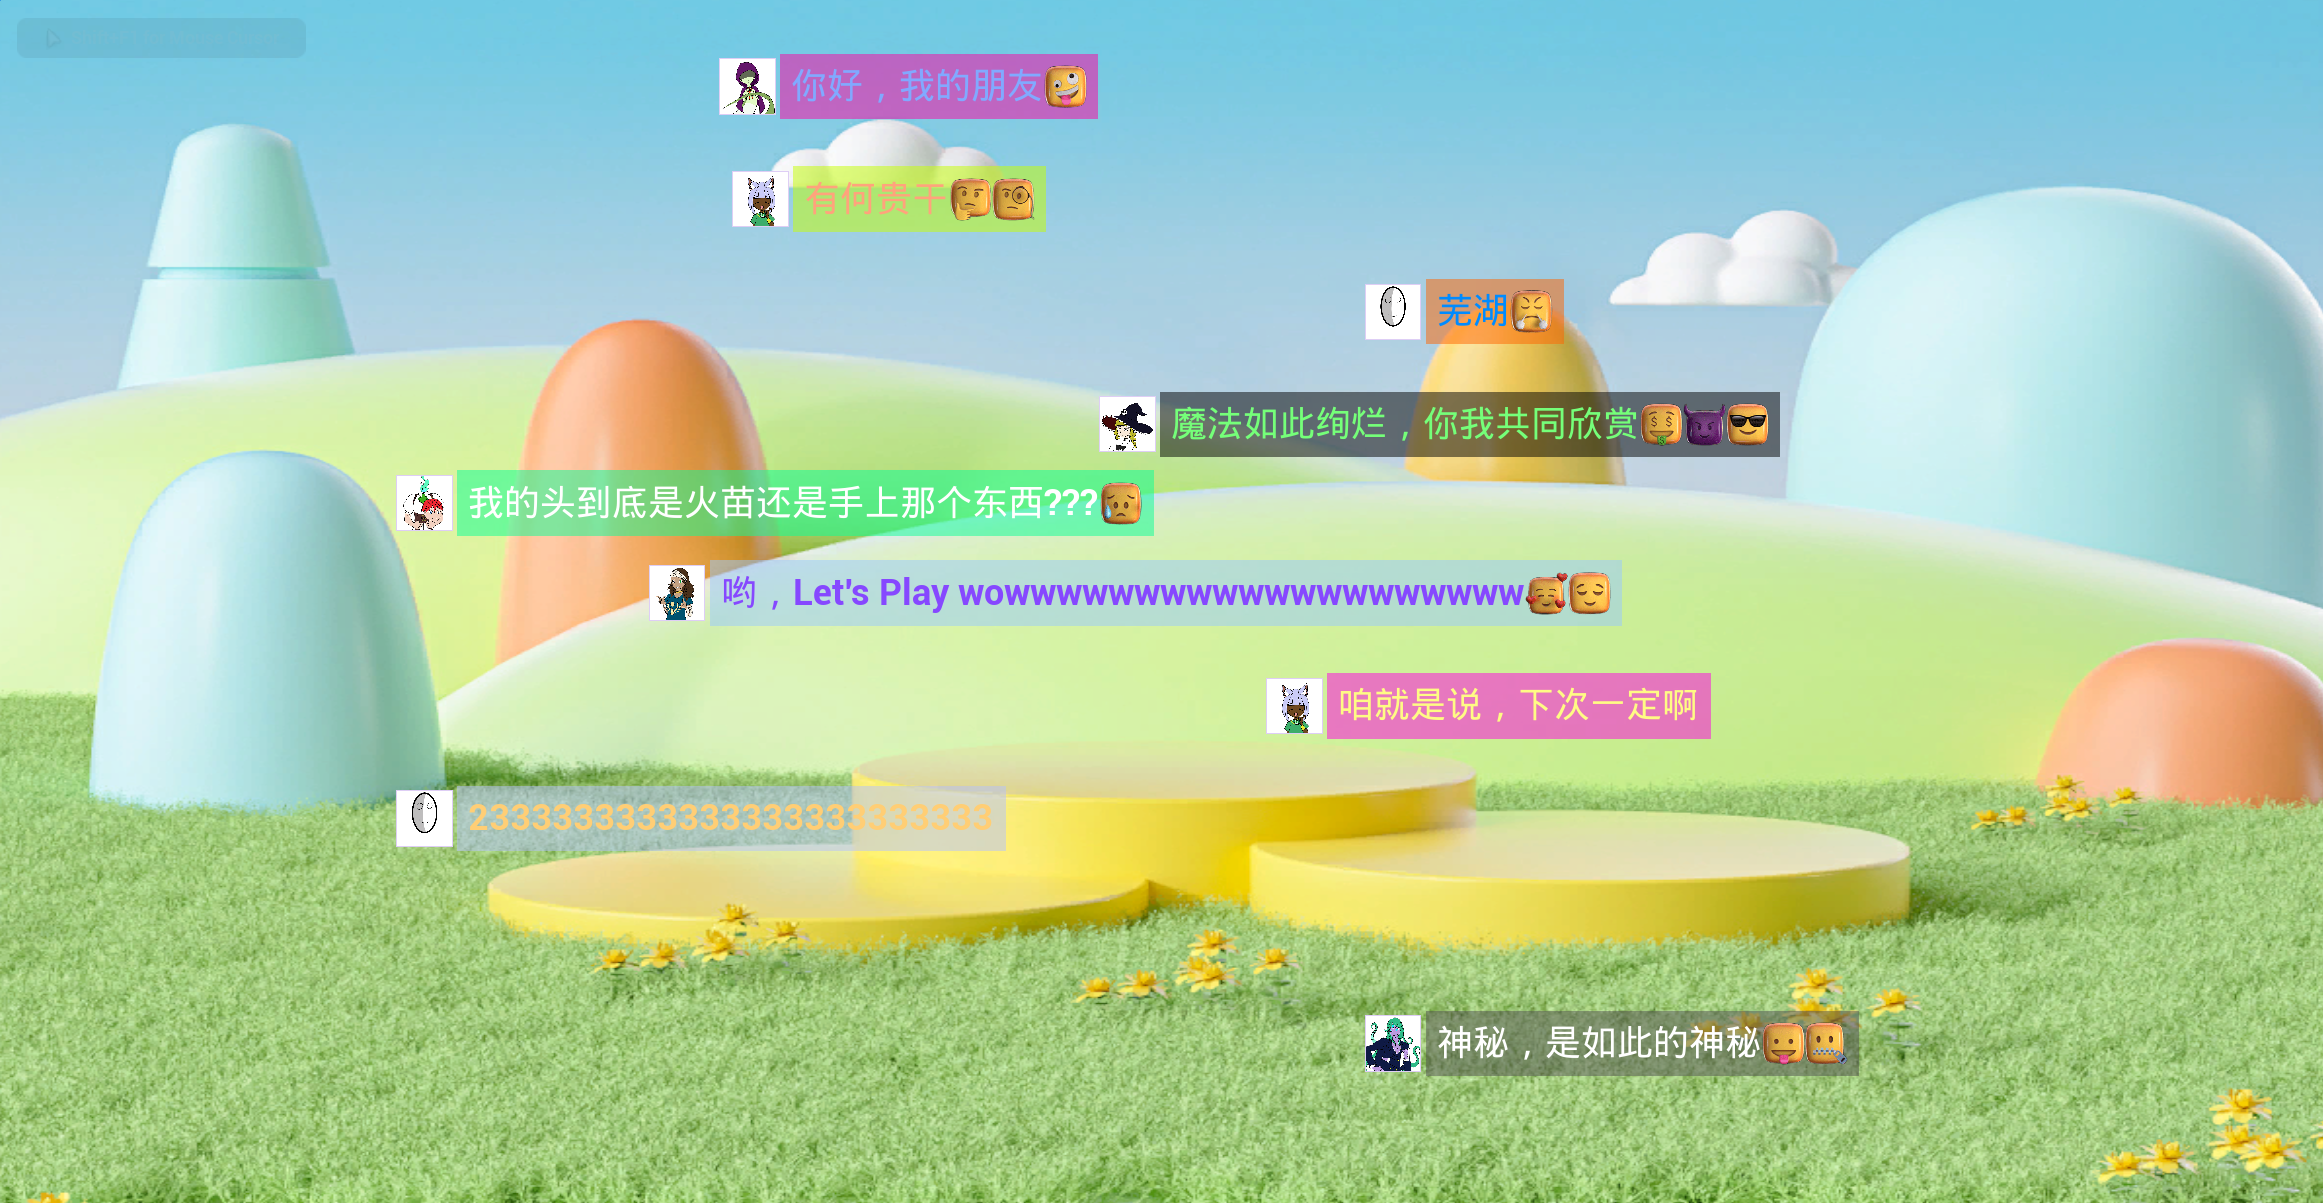 你好，我的朋友🤪
有何贵干🤔🧐
芜湖😤
魔法如此绚烂，你我共同欣赏🤑😈😎
我的头到底是火苗还是手上那个东西???😥
哟，Let's Play wowwwwwwwwwwwwwwwwwwwww🥰😌
咱就是说，下次一定啊
2333333333333333333333333
神秘，是如此的神秘😛🤐